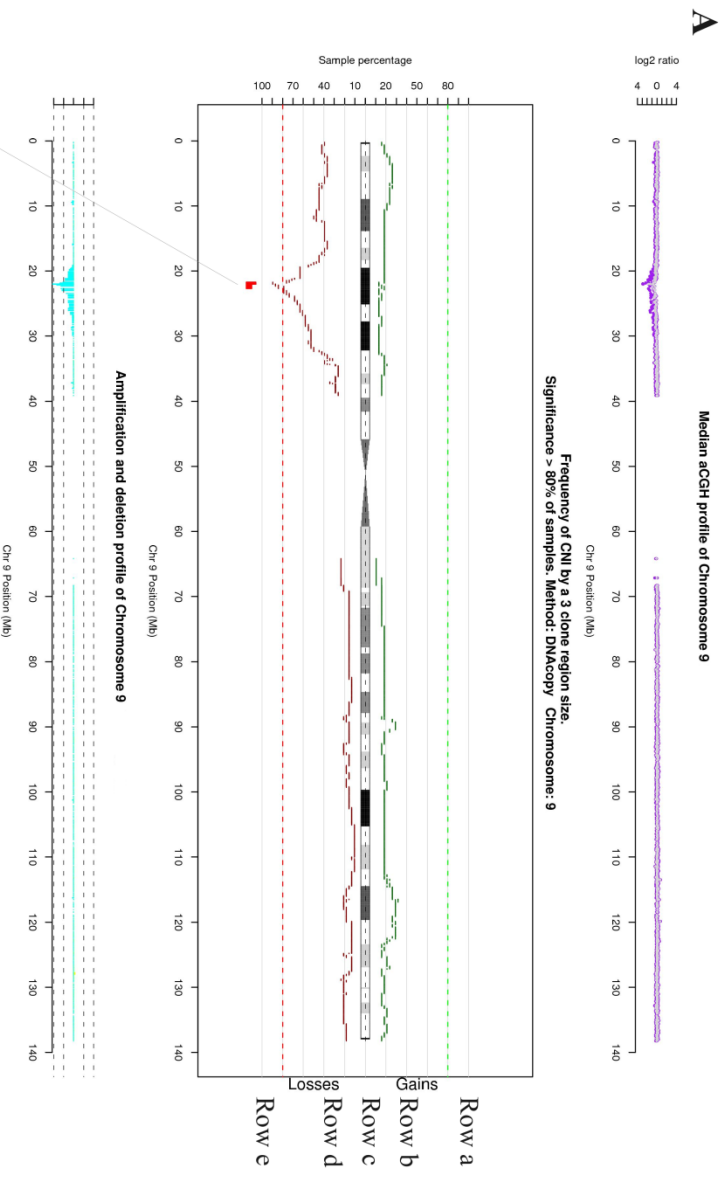 A
Median aCGH profile of Chromosome 9
log2 ratio
4 0 4
0 10 20 30 40 50 60 70 80 90 100 110 120 130 140
Chr 9 Position (Mb)
Frequency of CNI by a 3 clone region size.
Significance > 80% of samples. Method: DNAcopy Chromosome: 9
Sample percentage
100 70 40 10 20 50 80
Gains
Losses
Row a
Row b
Row c
Row d
Row e
0 10 20 30 40 50 60 70 80 90 100 110 120 130 140
Chr 9 Position (Mb)
Amplification and deletion profile of Chromosome 9
0 10 20 30 40 50 60 70 80 90 100 110 120 130 140
Chr 9 Position (Mb)